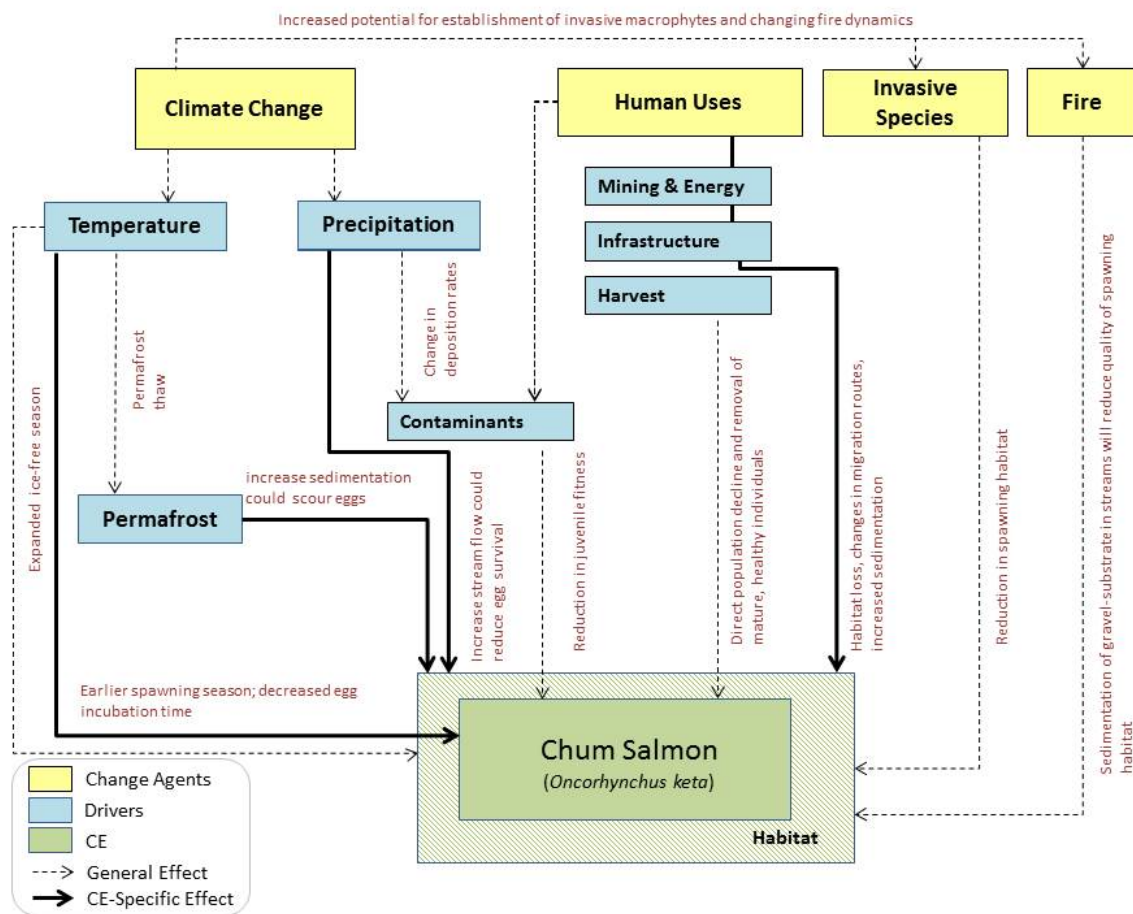 Increased potential for establishment of invasive macrophytes and changing fire dynamics
Climate Change
Human Uses
Invasive
Species
Fire
Mining & Energy
Infrastructure
Harvest
Temperature
Precipitation
Change in
deposition rates
Permafrost
thaw
Expanded ice-free season
Contaminants
increase sedimentation
could scour eggs
Permafrost
Increase stream flow could
reduce egg survival
Reduction in juvenile fitness
Direct population decline and removal of
mature, healthy individuals
Habitat loss, changes in migration routes,
increased sedimentation
Reduction in spawning habitat
Sedimentation of gravel-substrate in streams will reduce quality of spawning
habitat
Earlier spawning season; decreased egg
incubation time
Chum Salmon
(Oncorhynchus keta)
Habitat
Change Agents
Drivers
CE
General Effect
CE-Specific Effect